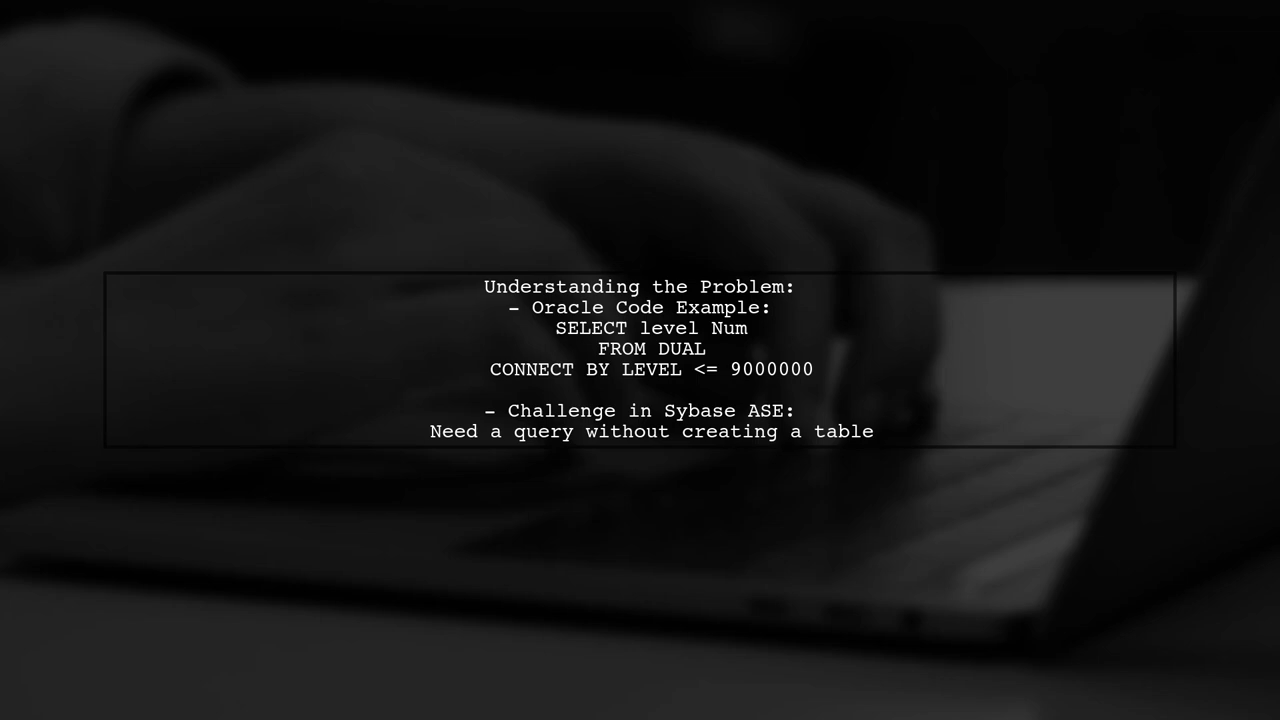 Understanding the Problem:
- Oracle Code Example:
SELECT level Num
FROM DUAL
CONNECT BY LEVEL <= 9000000
- Challenge in Sybase ASE:
Need a query without creating a table